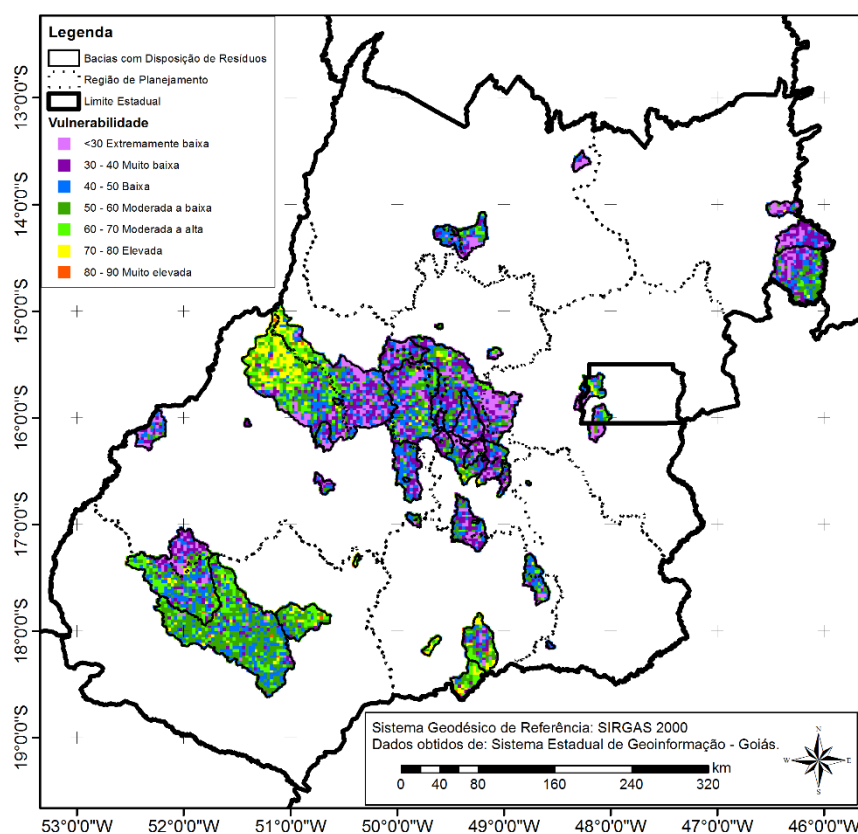 Legenda
Bacias com Disposição de Resíduos
Região de Planejamento
Limite Estadual
Vulnerabilidade
<30 Extremamente baixa
30 - 40 Muito baixa
40 - 50 Baixa
50 - 60 Moderada a baixa
60 - 70 Moderada a alta
70 - 80 Elevada
80 - 90 Muito elevada
13°0'0"S
14°0'0"S
15°0'0"S
16°0'0"S
17°0'0"S
18°0'0"S
19°0'0"S
Sistema Geodésico de Referência: SIRGAS 2000
Dados obtidos de: Sistema Estadual de Geoinformação - Goiás.
km
0 40 80 160 240 320
N
W E
S
53°0'0"W 52°0'0"W 51°0'0"W 50°0'0"W 49°0'0"W 48°0'0"W 47°0'0"W 46°0'0"W